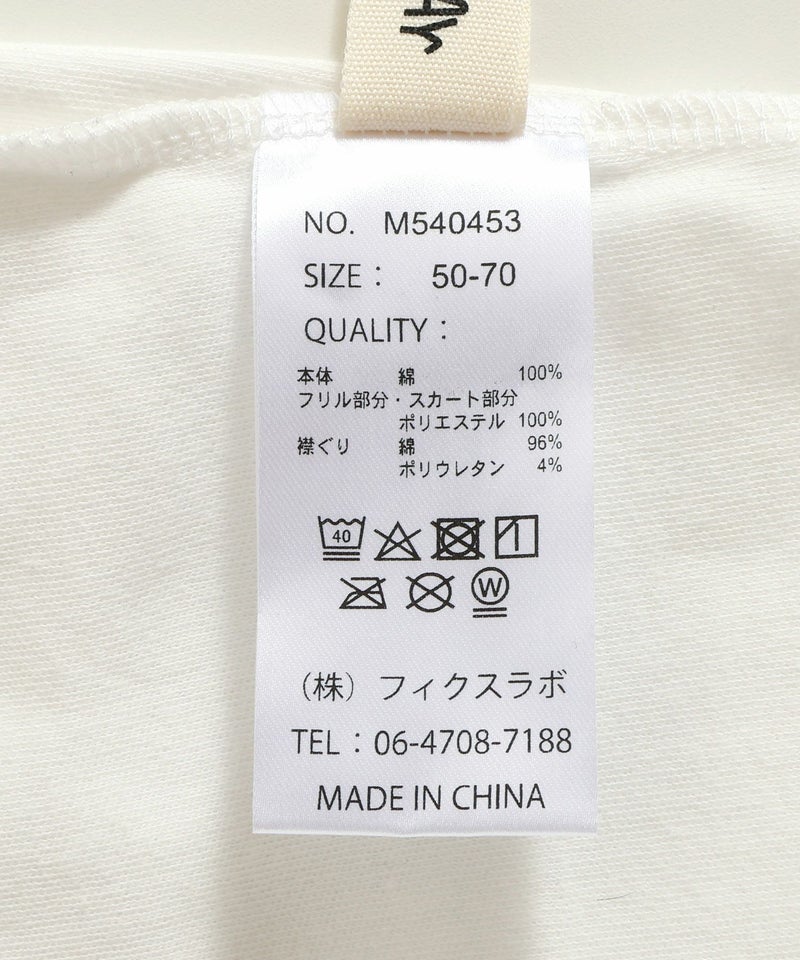 Ay
NO. M540453
SIZE： 50-70
QUALITY：
本体 綿 100%
フリル部分・スカート部分
ポリエステル 100%
襟ぐり 綿 96%
ポリウレタン 4%
40
W
（株）フィクスラボ
TEL：06-4708-7188
MADE IN CHINA